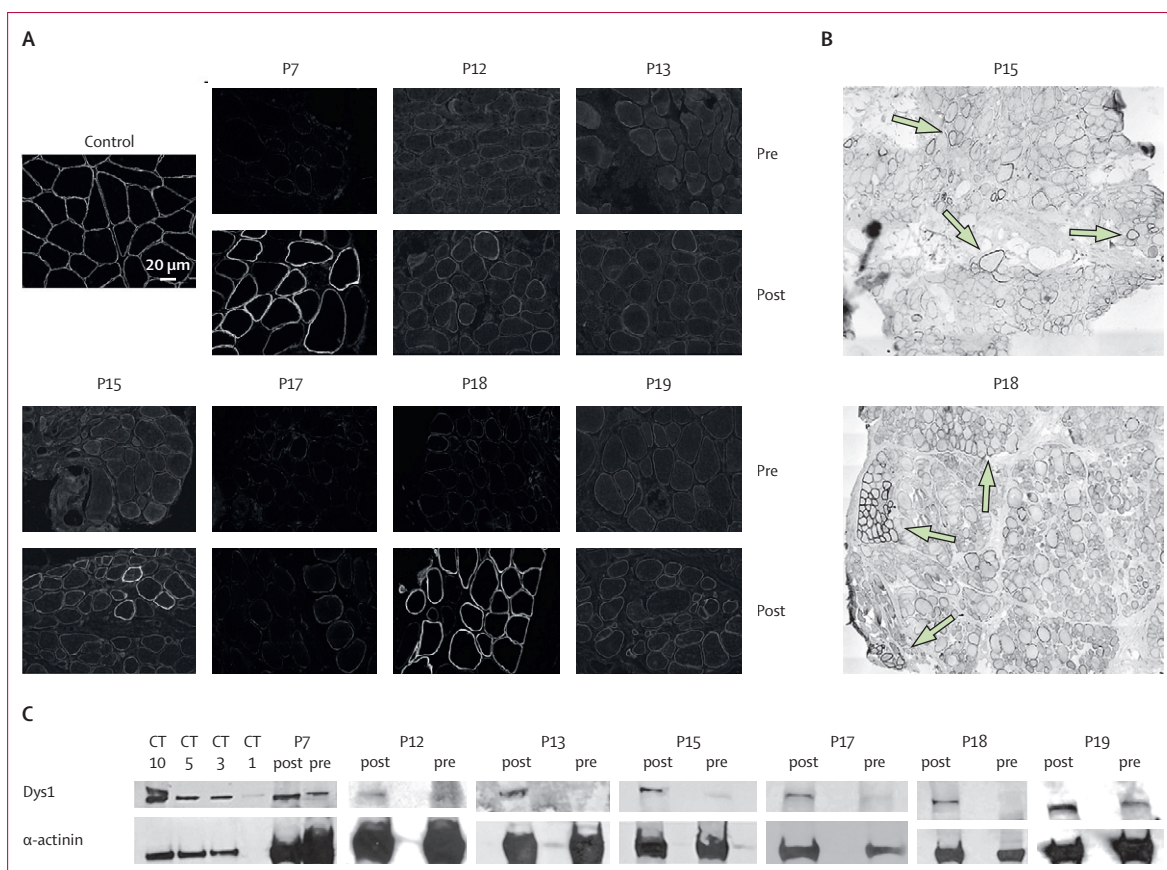 A
B
P7 P12 P13
P15
Control
Pre
20 µm
Post
P15 P17 P18 P19
P18
Pre
Post
C
CT CT CT CT P7 P12 P13 P15 P17 P18 P19
10 5 3 1 post pre post pre post pre post pre post pre post pre post pre
Dys1
α-actinin